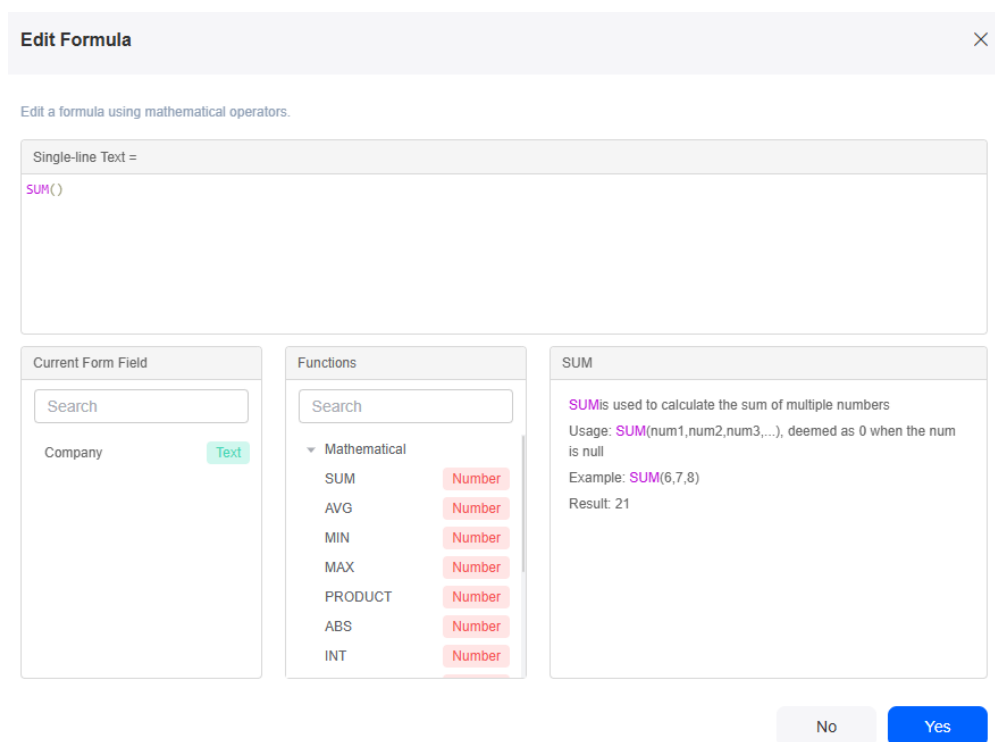 Edit Formula
Edit a formula using mathematical operators.
Single-line Text =
SUM()
Current Form Field
Search
Company Text
Functions
Search
Mathematical
SUM Number
AVG Number
MIN Number
MAX Number
PRODUCT Number
ABS Number
INT Number
SUM
SUMis used to calculate the sum of multiple numbers
Usage: SUM(num1,num2,num3,...), deemed as 0 when the num
is null
Example: SUM(6,7,8)
Result: 21
No
Yes